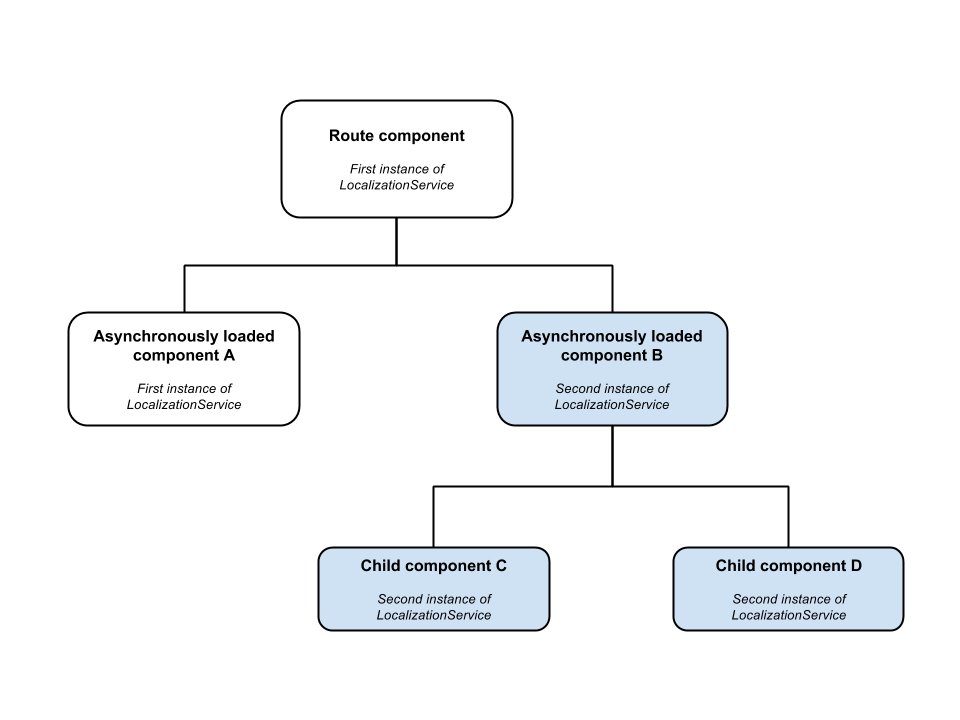 Route component
First instance of
LocalizationService
Asynchronously loaded
component A
First instance of
LocalizationService
Asynchronously loaded
component B
Second instance of
LocalizationService
Child component C
Second instance of
LocalizationService
Child component D
Second instance of
LocalizationService